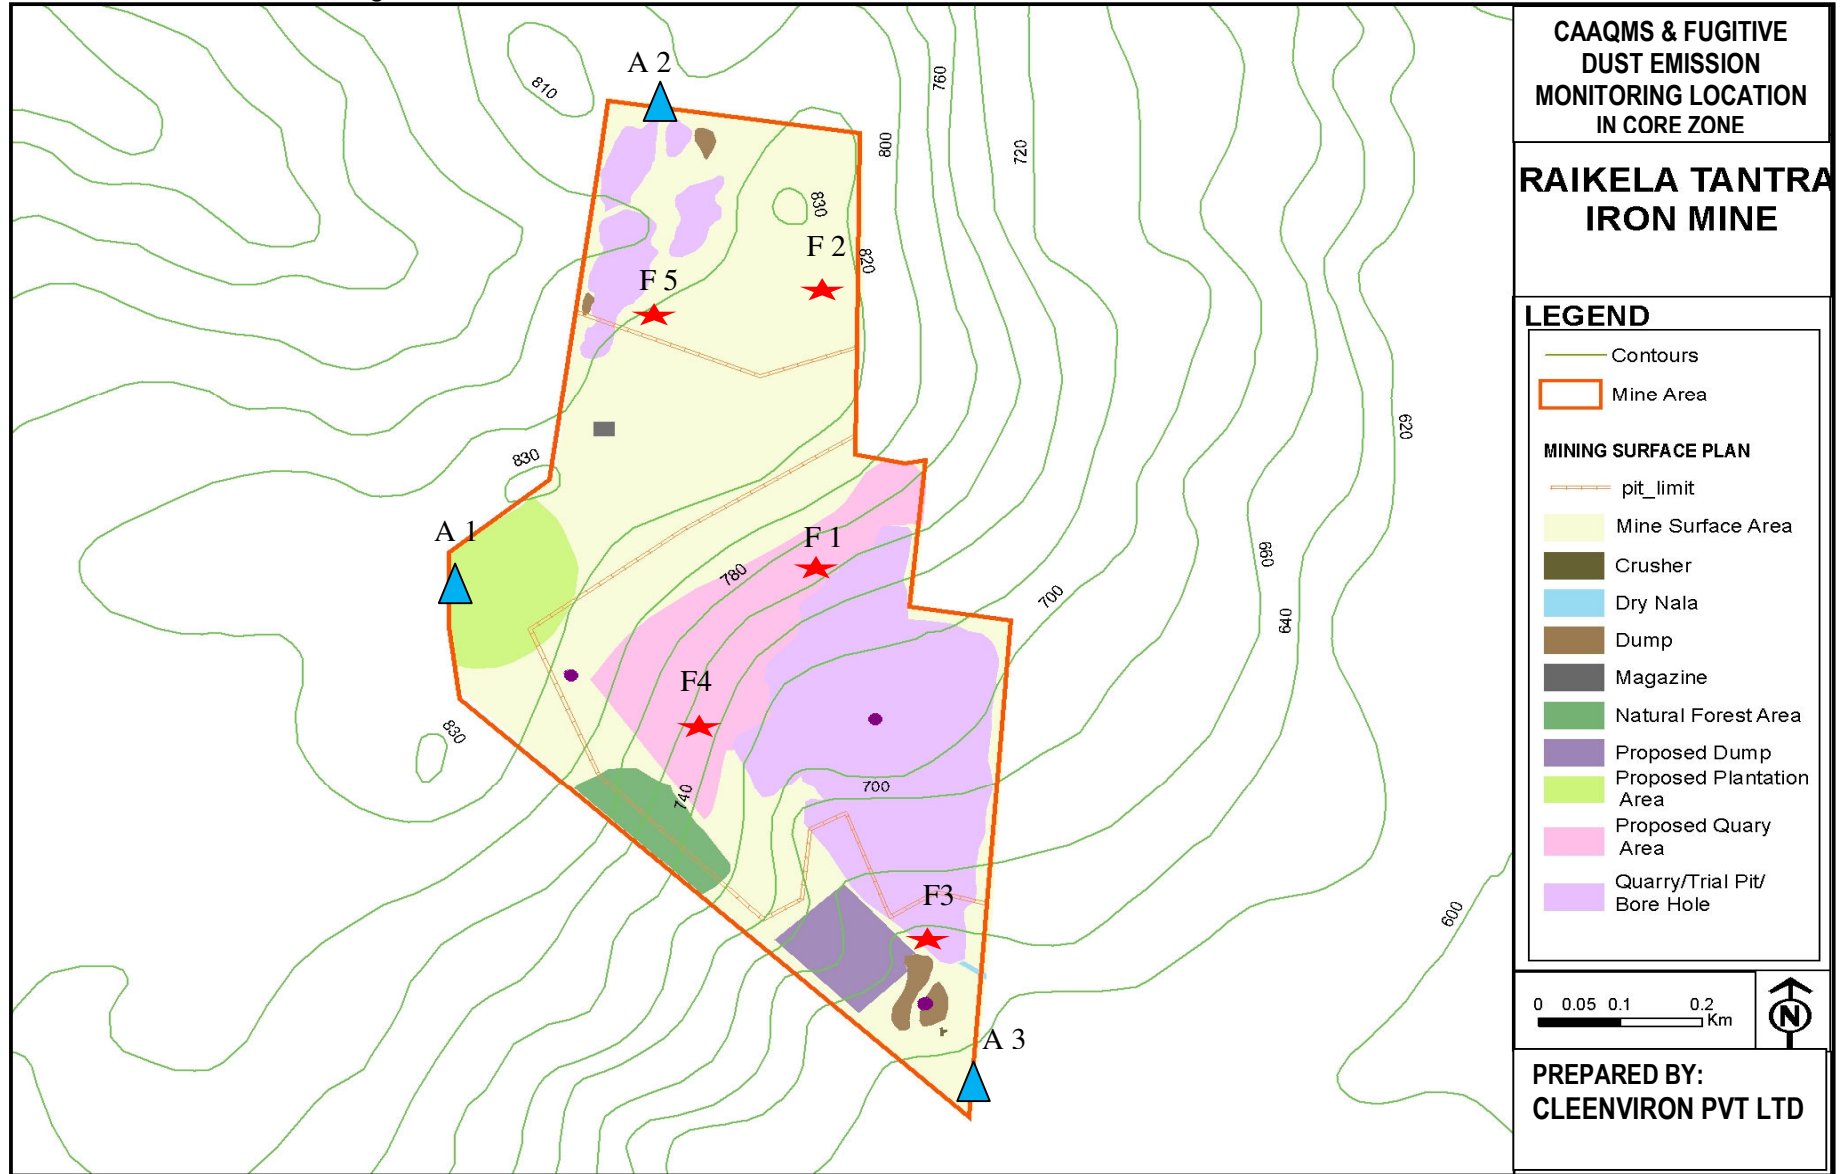 CAAQMS & FUGITIVE
DUST EMISSION
MONITORING LOCATION
IN CORE ZONE
RAIKELA TANTRA
IRON MINE
LEGEND
Contours
Mine Area
MINING SURFACE PLAN
pit_limit
Mine Surface Area
Crusher
Dry Nala
Dump
Magazine
Natural Forest Area
Proposed Dump
Proposed Plantation
Area
Proposed Quary
Area
Quarry/Trial Pit/
Bore Hole
0 0.05 0.1 0.2
Km
N
PREPARED BY:
CLEENVIRON PVT LTD
A 2
810
760
800
720
830
F 2
820
F 5
620
830
A 1
F 1
780
660
700
640
F4
830
740
700
F3
600
A 3